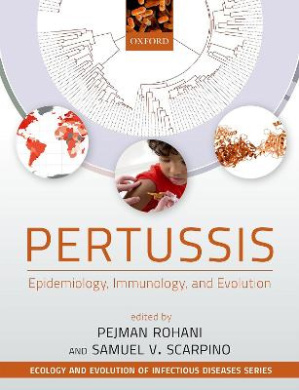 OXFORD
PERTUSSIS
Epidemiology, Immunology, and Evolution
edited by
PEJMAN ROHANI
AND SAMUEL V. SCARPINO
ECOLOGY AND EVOLUTION OF INFECTIOUS DISEASES SERIES